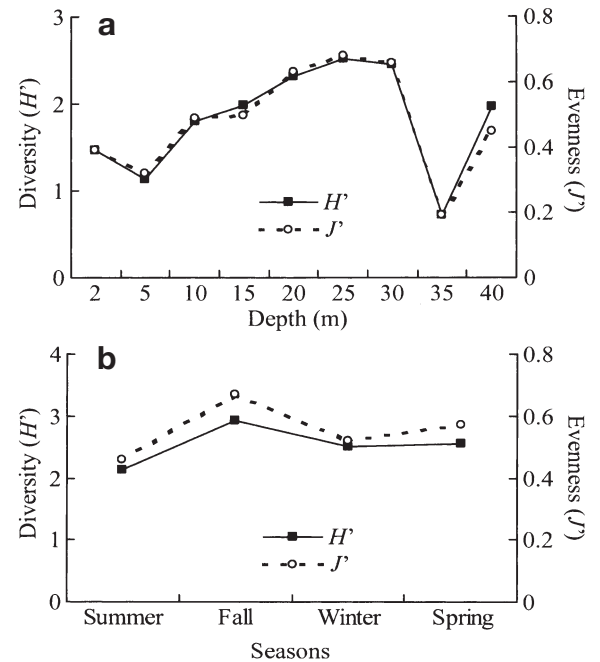 a
3
2
1
0
Diversity (H')
0.8
0.6
0.4
0.2
0
Evenness (J')
H'
J'
2 5 10 15 20 25 30 35 40
Depth (m)
b
4
3
2
1
0
Diversity (H')
0.8
0.6
0.4
0.2
0
Evenness (J')
H'
J'
Summer Fall Winter Spring
Seasons